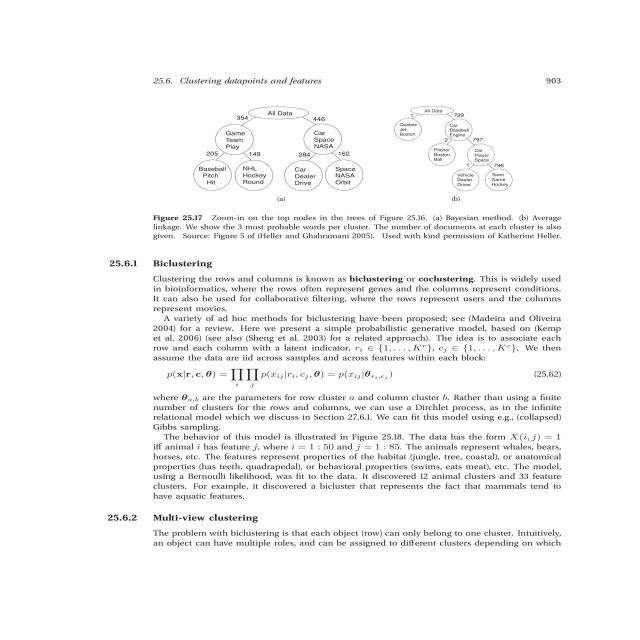 25.6. Clustering datapoints and features 903
All Data
354 446
Game
Team
Play
Car
Space
NASA
205 149 284 162
Baseball
Pitch
Hit
NHL
Hockey
Round
Car
Dealer
Drive
Space
NASA
Orbit
(a)
All Data
1 799
Quebec
Jet
Boston
Car
Baseball
Engine
2 797
Pitcher
Boston
Ball
Car
Player
Space
1 796
Vehicle
Dealer
Driver
Team
Game
Hockey
(b)
Figure 25.17 Zoom-in on the top nodes in the trees of Figure 25.16. (a) Bayesian method. (b) Average
linkage. We show the 3 most probable words per cluster. The number of documents at each cluster is also
given. Source: Figure 5 of (Heller and Ghahramani 2005). Used with kind permission of Katherine Heller.
25.6.1 Biclustering
Clustering the rows and columns is known as biclustering or coclustering. This is widely used
in bioinformatics, where the rows often represent genes and the columns represent conditions.
It can also be used for collaborative filtering, where the rows represent users and the columns
represent movies.
A variety of ad hoc methods for biclustering have been proposed; see (Madeira and Oliveira
2004) for a review. Here we present a simple probabilistic generative model, based on (Kemp
et al. 2006) (see also (Sheng et al. 2003) for a related approach). The idea is to associate each
row and each column with a latent indicator, r_i ∈ {1, . . . , K^r}, c_j ∈ {1, . . . , K^c}. We then
assume the data are iid across samples and across features within each block:
p(x|r, c, θ) = ∏_i ∏_j p(x_{ij}|r_i, c_j, θ) = p(x_{ij}|θ_{r_i,c_j}) (25.62)
where θ_{a,b} are the parameters for row cluster a and column cluster b. Rather than using a finite
number of clusters for the rows and columns, we can use a Dirchlet process, as in the infinite
relational model which we discuss in Section 27.6.1. We can fit this model using e.g., (collapsed)
Gibbs sampling.
The behavior of this model is illustrated in Figure 25.18. The data has the form X(i, j) = 1
iff animal i has feature j, where i = 1 : 50 and j = 1 : 85. The animals represent whales, bears,
horses, etc. The features represent properties of the habitat (jungle, tree, coastal), or anatomical
properties (has teeth, quadrapedal), or behavioral properties (swims, eats meat), etc. The model,
using a Bernoulli likelihood, was fit to the data. It discovered 12 animal clusters and 33 feature
clusters. For example, it discovered a bicluster that represents the fact that mammals tend to
have aquatic features.
25.6.2 Multi-view clustering
The problem with biclustering is that each object (row) can only belong to one cluster. Intuitively,
an object can have multiple roles, and can be assigned to different clusters depending on which